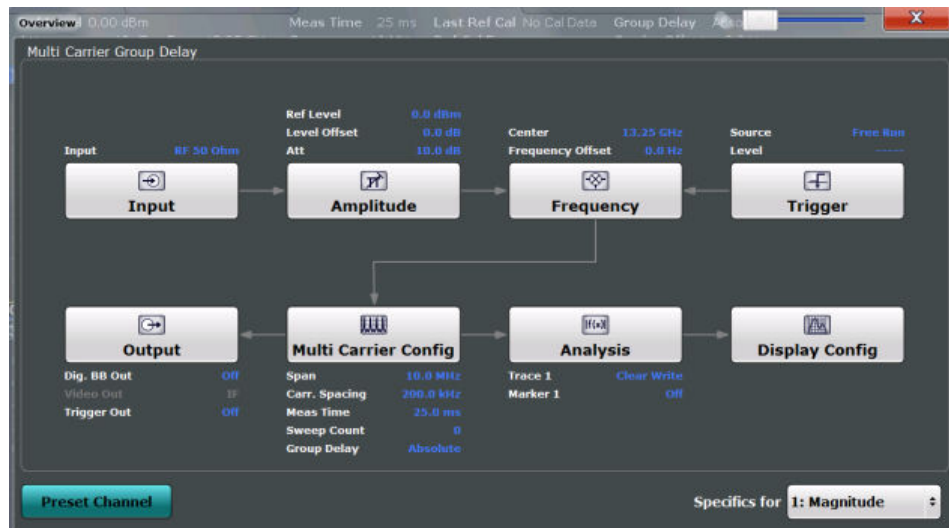 Overview 0.00 dBm Meas Time 25 ms Last Ref Cal No Cal Data Group Delay
Multi Carrier Group Delay
Ref Level 0.0 dBm
Level Offset 0.0 dB
Center 13.25 GHz
Source Free Run
Input RF 50 Ohm
Att 10.0 dB
Frequency Offset 0.0 Hz
Level -----
Input
Amplitude
Frequency
Trigger
Output
Multi Carrier Config
Analysis
Display Config
Dig. BB Out Off
Video Out IF
Trigger Out Off
Span 10.0 MHz
Carr. Spacing 200.0 kHz
Meas Time 25.0 ms
Sweep Count 0
Group Delay Absolute
Trace 1 Clear Write
Marker 1 Off
Preset Channel
Specifics for 1: Magnitude